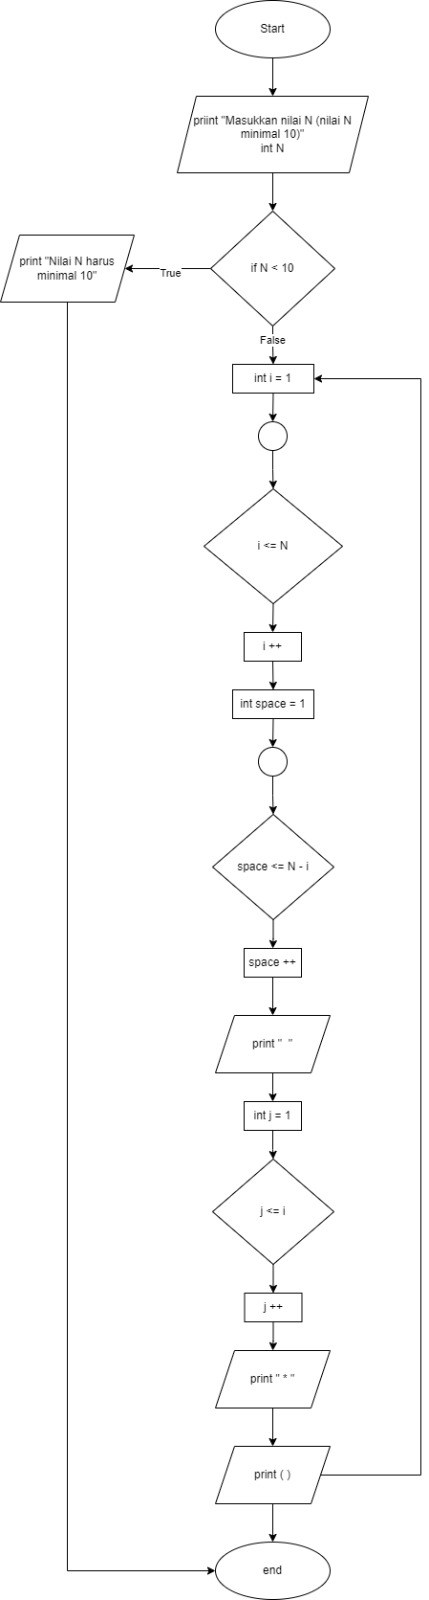 Start
priint "Masukkan nilai N (nilai N
minimal 10)"
int N
print "Nilai N harus
minimal 10"
True
if N < 10
False
int i = 1
i <= N
i ++
int space = 1
space <= N - i
space ++
print "  "
int j = 1
j <= i
j ++
print " * "
print ( )
end